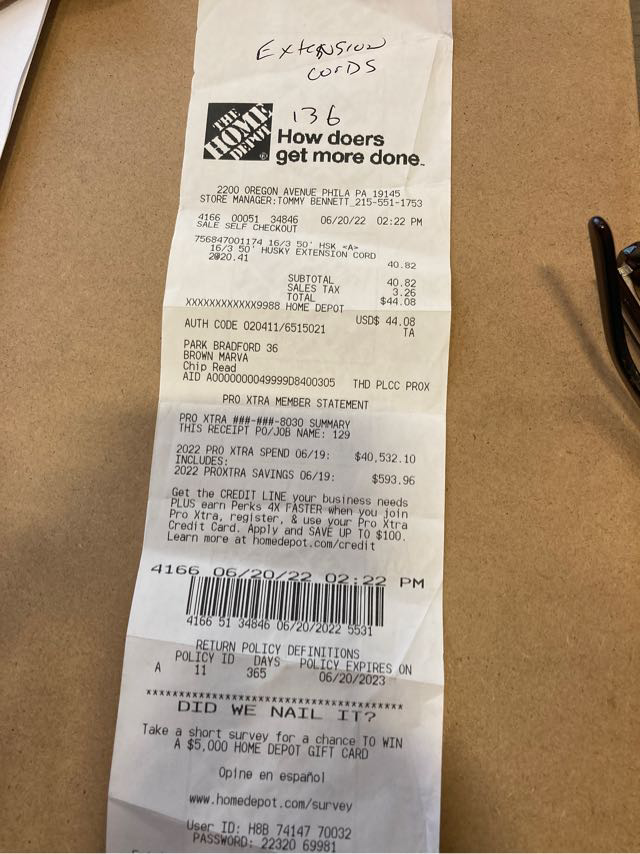 Extension
cords
136
THE
HOME
DEPOT
How doers
get more done.
2200 OREGON AVENUE PHILA PA 19145
STORE MANAGER:TOMMY BENNETT 215-551-1753
4166 00051 34846 06/20/22 02:22 PM
SALE SELF CHECKOUT
756847001174 16/3 50' HSK <A>
16/3 50' HUSKY EXTENSION CORD
2@20.41 40.82
SUBTOTAL 40.82
SALES TAX 3.26
TOTAL $44.08
XXXXXXXXXXXX9988 HOME DEPOT
USD$ 44.08
AUTH CODE 020411/6515021 TA
PARK BRADFORD 36
BROWN MARVA
Chip Read
AID A0000000049999D8400305 THD PLCC PROX
PRO XTRA MEMBER STATEMENT
PRO XTRA ###-###-8030 SUMMARY
THIS RECEIPT PO/JOB NAME: 129
2022 PRO XTRA SPEND 06/19: $40,532.10
INCLUDES:
2022 PROXTRA SAVINGS 06/19: $593.96
Get the CREDIT LINE your business needs
PLUS earn Perks 4X FASTER when you join
Pro Xtra, register, & use your Pro Xtra
Credit Card. Apply and SAVE UP TO $100.
Learn more at homedepot.com/credit
4166 06/20/22 02:22 PM
4166 51 34846 06/20/2022 5531
RETURN POLICY DEFINITIONS
POLICY ID DAYS POLICY EXPIRES ON
A 11 365 06/20/2023
****************************************
DID WE NAIL IT?
Take a short survey for a chance TO WIN
A $5,000 HOME DEPOT GIFT CARD
Opine en español
www.homedepot.com/survey
User ID: H8B 74147 70032
PASSWORD: 22320 69981